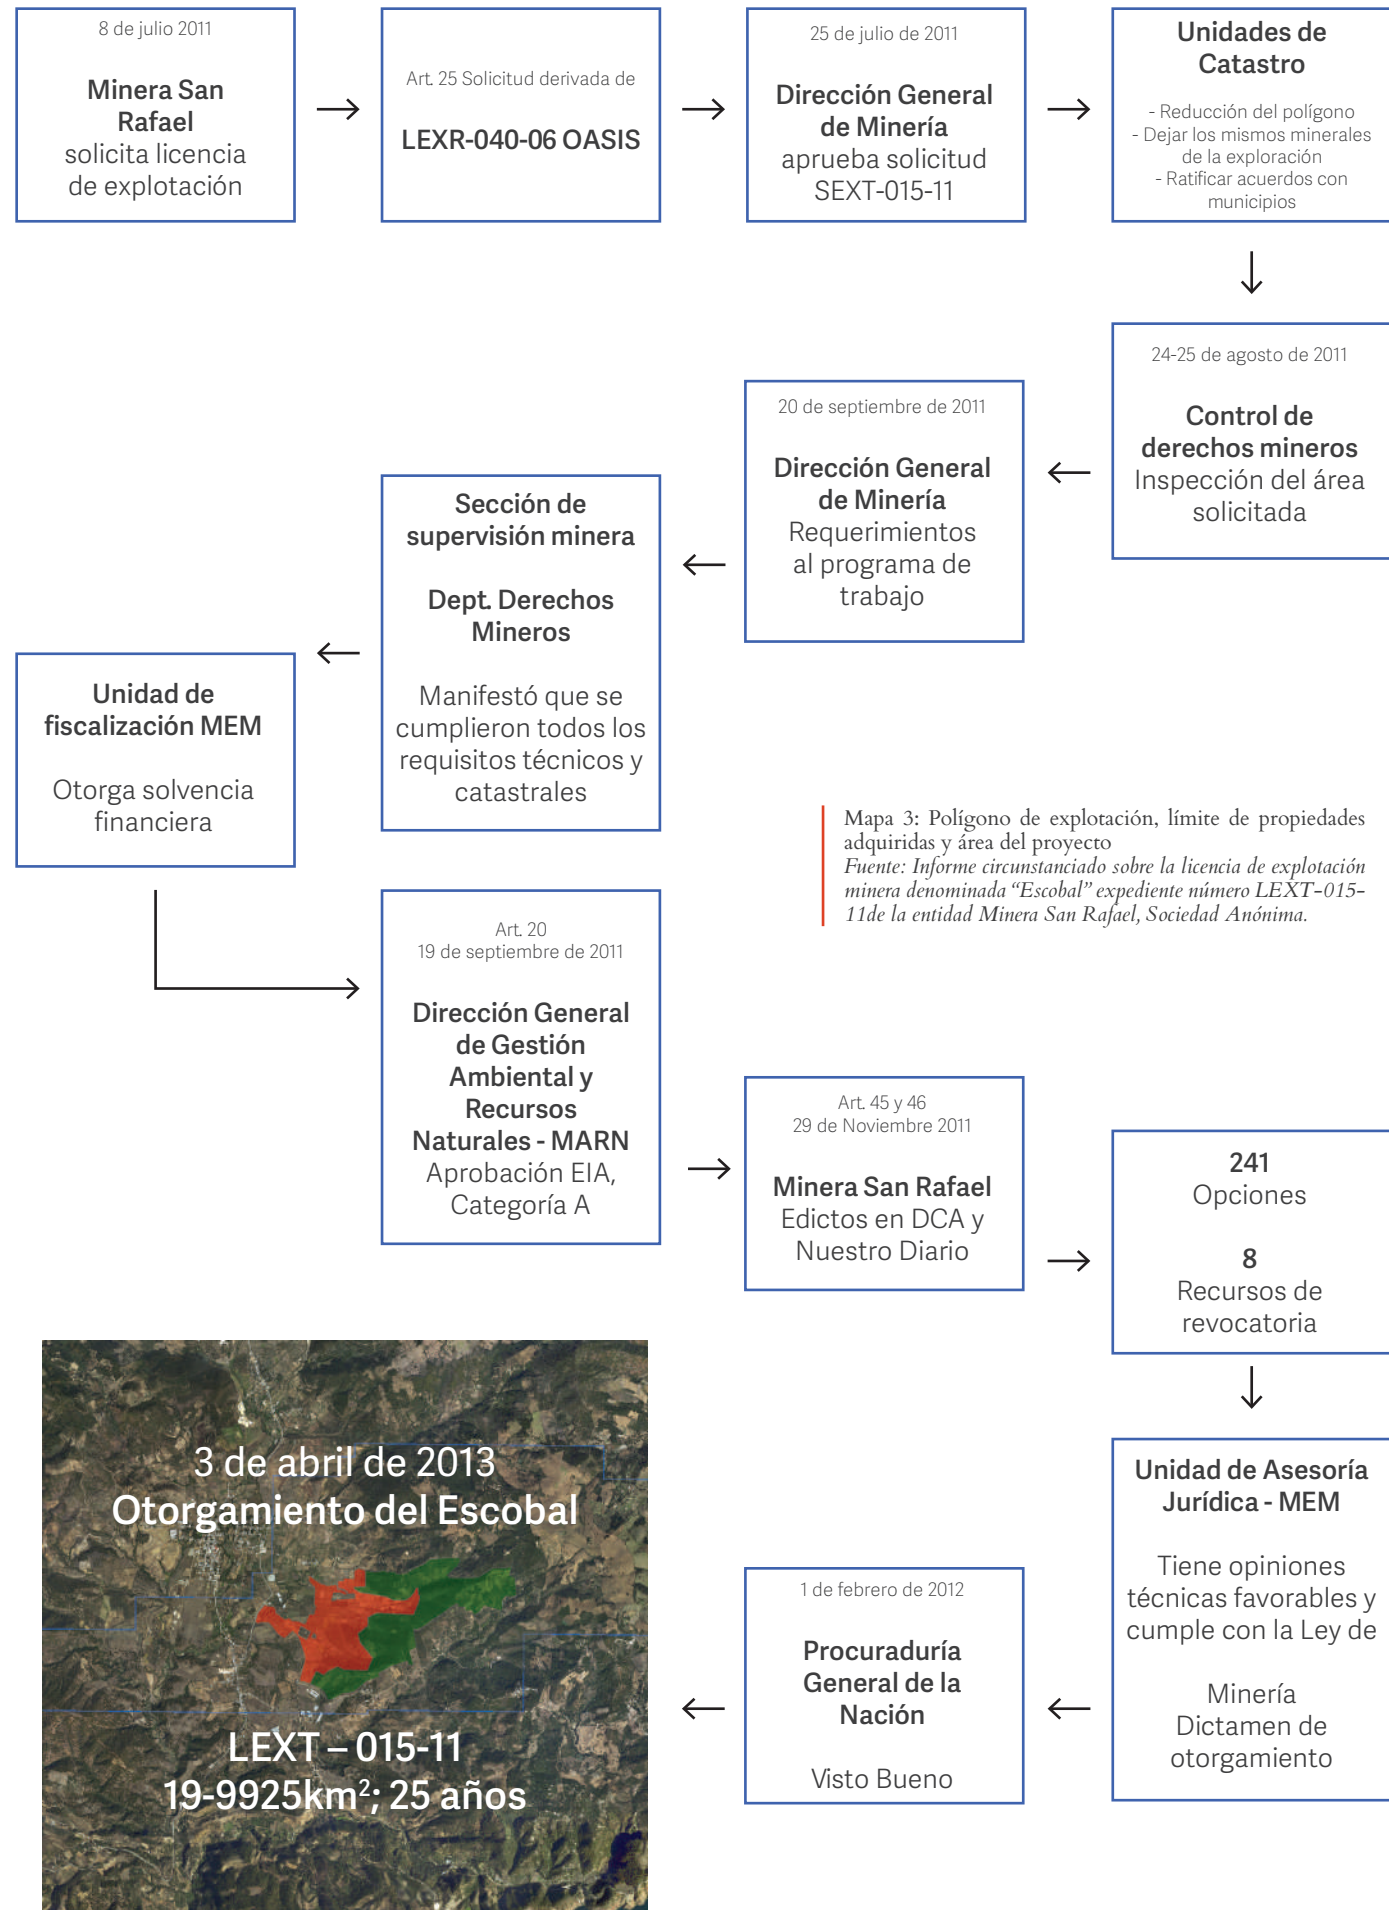 8 de julio 2011
Minera San
Rafael
solicita licencia
de explotación
Art. 25 Solicitud derivada de
LEXR-040-06 OASIS
25 de julio de 2011
Dirección General
de Minería
aprueba solicitud
SEXT-015-11
Unidades de
Catastro
- Reducción del polígono
- Dejar los mismos minerales
de la exploración
- Ratificar acuerdos con
municipios
24-25 de agosto de 2011
Control de
derechos mineros
Inspección del área
solicitada
20 de septiembre de 2011
Dirección General
de Minería
Requerimientos
al programa de
trabajo
Sección de
supervisión minera
Dept. Derechos
Mineros
Manifestó que se
cumplieron todos los
requisitos técnicos y
catastrales
Unidad de
fiscalización MEM
Otorga solvencia
financiera
Mapa 3: Polígono de explotación, límite de propiedades
adquiridas y área del proyecto
Fuente: Informe circunstanciado sobre la licencia de explotación
minera denominada “Escobal” expediente número LEXT-015-
11de la entidad Minera San Rafael, Sociedad Anónima.
Art. 20
19 de septiembre de 2011
Dirección General
de Gestión
Ambiental y
Recursos
Naturales - MARN
Aprobación EIA,
Categoría A
Art. 45 y 46
29 de Noviembre 2011
Minera San Rafael
Edictos en DCA y
Nuestro Diario
241
Opciones
8
Recursos de
revocatoria
Unidad de Asesoría
Jurídica - MEM
Tiene opiniones
técnicas favorables y
cumple con la Ley de
Minería
Dictamen de
otorgamiento
1 de febrero de 2012
Procuraduría
General de la
Nación
Visto Bueno
3 de abril de 2013
Otorgamiento del Escobal
LEXT – 015-11
19-9925km²; 25 años